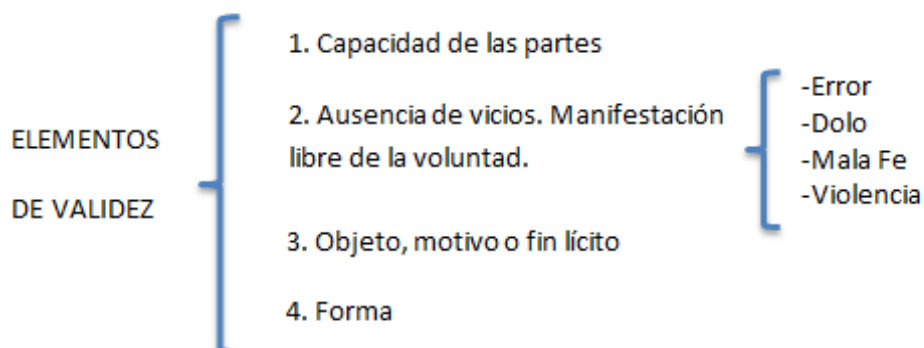 ELEMENTOS
DE VALIDEZ
1. Capacidad de las partes
2. Ausencia de vicios. Manifestación
libre de la voluntad.
-Error
-Dolo
-Mala Fe
-Violencia
3. Objeto, motivo o fin lícito
4. Forma